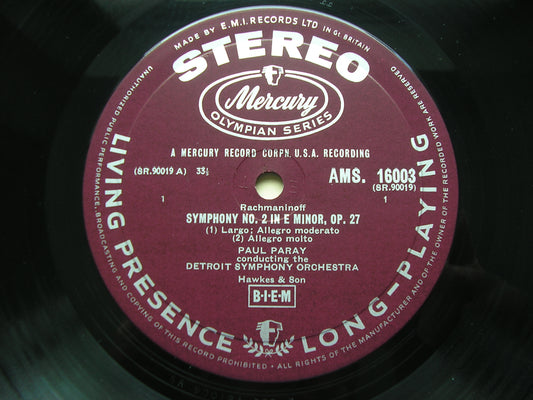 MADE BY E.M.I. RECORDS LTD IN Gt. BRITAIN
STEREO
Mercury
OLYMPIAN SERIES
A MERCURY RECORD CORPN. U.S.A. RECORDING
(SR.90019 A) 33⅓
AMS. 16003
(SR.90019)
1
1
Rachmaninoff
SYMPHONY NO. 2 IN E MINOR, OP. 27
(1) Largo; Allegro moderato
(2) Allegro molto
PAUL PARAY
conducting the
DETROIT SYMPHONY ORCHESTRA
Hawkes & Son
B·I·E·M
LIVING PRESENCE
LONG-PLAYING
UNAUTHORIZED PUBLIC PERFORMANCE, BROADCASTING AND COPYING OF THIS RECORD PROHIBITED • ALL RIGHTS OF THE MANUFACTURER AND OF THE OWNER OF THE RECORDED WORK ARE RESERVED